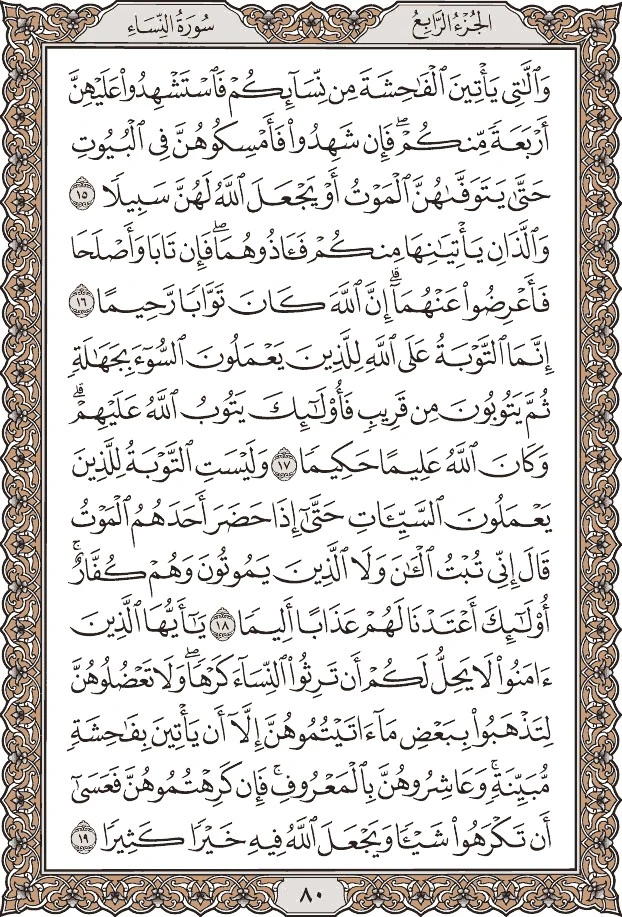 الجُزْءُ الرَّابِعُ
سُورَةُ النِّسَاءِ
وَٱلَّٰتِي يَأْتِينَ ٱلْفَٰحِشَةَ مِن نِّسَآئِكُمْ فَٱسْتَشْهِدُوا۟ عَلَيْهِنَّ
أَرْبَعَةً مِّنكُمْ ۖ فَإِن شَهِدُوا۟ فَأَمْسِكُوهُنَّ فِى ٱلْبُيُوتِ
حَتَّىٰ يَتَوَفَّىٰهُنَّ ٱلْمَوْتُ أَوْ يَجْعَلَ ٱللَّهُ لَهُنَّ سَبِيلًا ١٥
وَٱلَّذَانِ يَأْتِيَٰنِهَا مِنكُمْ فَـَٔاذُوهُمَا ۖ فَإِن تَابَا وَأَصْلَحَا
فَأَعْرِضُوا۟ عَنْهُمَآ ۗ إِنَّ ٱللَّهَ كَانَ تَوَّابًا رَّحِيمًا ١٦
إِنَّمَا ٱلتَّوْبَةُ عَلَى ٱللَّهِ لِلَّذِينَ يَعْمَلُونَ ٱلسُّوٓءَ بِجَهَٰلَةٍ
ثُمَّ يَتُوبُونَ مِن قَرِيبٍ فَأُو۟لَٰٓئِكَ يَتُوبُ ٱللَّهُ عَلَيْهِمْ ۗ
وَكَانَ ٱللَّهُ عَلِيمًا حَكِيمًا ١٧ وَلَيْسَتِ ٱلتَّوْبَةُ لِلَّذِينَ
يَعْمَلُونَ ٱلسَّيِّـَٔاتِ حَتَّىٰٓ إِذَا حَضَرَ أَحَدَهُمُ ٱلْمَوْتُ
قَالَ إِنِّى تُبْتُ ٱلْـَٰٔنَ وَلَا ٱلَّذِينَ يَمُوتُونَ وَهُمْ كُفَّارٌ ۚ
أُو۟لَٰٓئِكَ أَعْتَدْنَا لَهُمْ عَذَابًا أَلِيمًا ١٨ يَٰٓأَيُّهَا ٱلَّذِينَ
ءَامَنُوا۟ لَا يَحِلُّ لَكُمْ أَن تَرِثُوا۟ ٱلنِّسَآءَ كَرْهًا ۖ وَلَا تَعْضُلُوهُنَّ
لِتَذْهَبُوا۟ بِبَعْضِ مَآ ءَاتَيْتُمُوهُنَّ إِلَّآ أَن يَأْتِينَ بِفَٰحِشَةٍ
مُّبَيِّنَةٍ ۚ وَعَاشِرُوهُنَّ بِٱلْمَعْرُوفِ ۚ فَإِن كَرِهْتُمُوهُنَّ فَعَسَىٰٓ
أَن تَكْرَهُوا۟ شَيْـًٔا وَيَجْعَلَ ٱللَّهُ فِيهِ خَيْرًا كَثِيرًا ١٩
٨٠